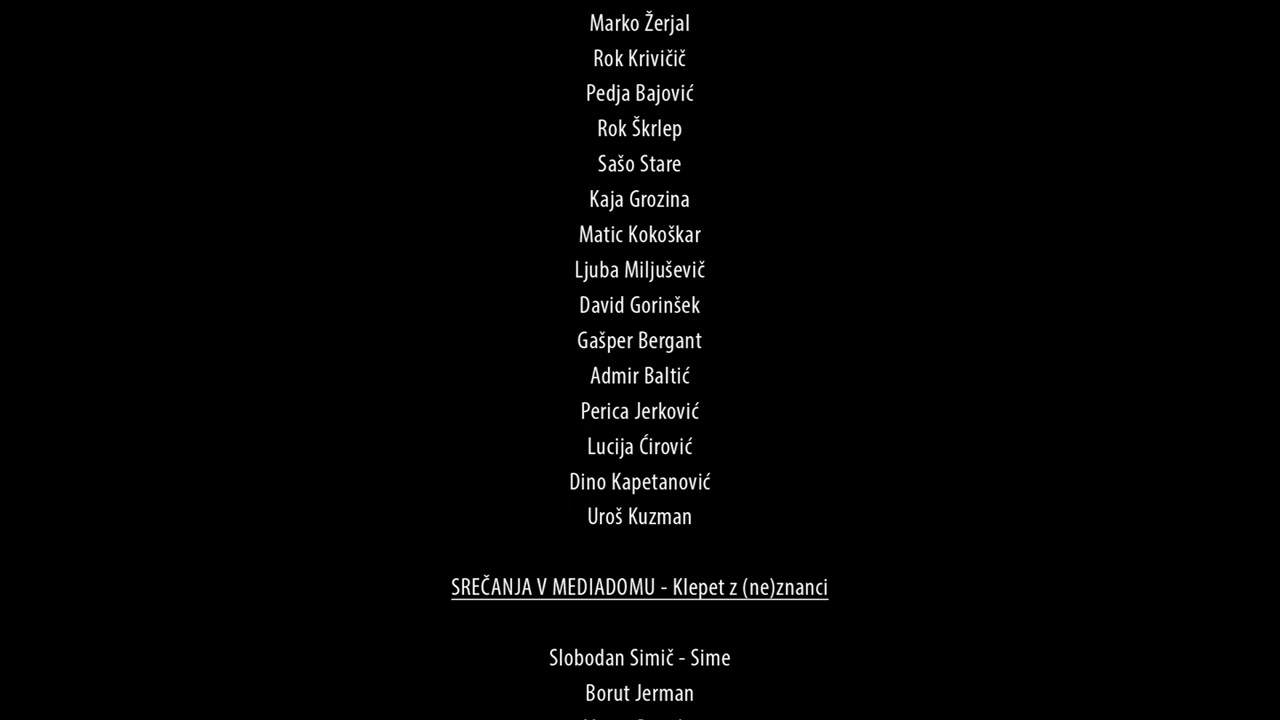 Marko Žerjal
Rok Krivičič
Pedja Bajović
Rok Škrlep
Sašo Stare
Kaja Grozina
Matic Kokoškar
Ljuba Miljuševič
David Gorinšek
Gašper Bergant
Admir Baltić
Perica Jerković
Lucija Ćirović
Dino Kapetanović
Uroš Kuzman
SREČANJA V MEDIADOMU - Klepet z (ne)znanci
Slobodan Simič - Sime
Borut Jerman